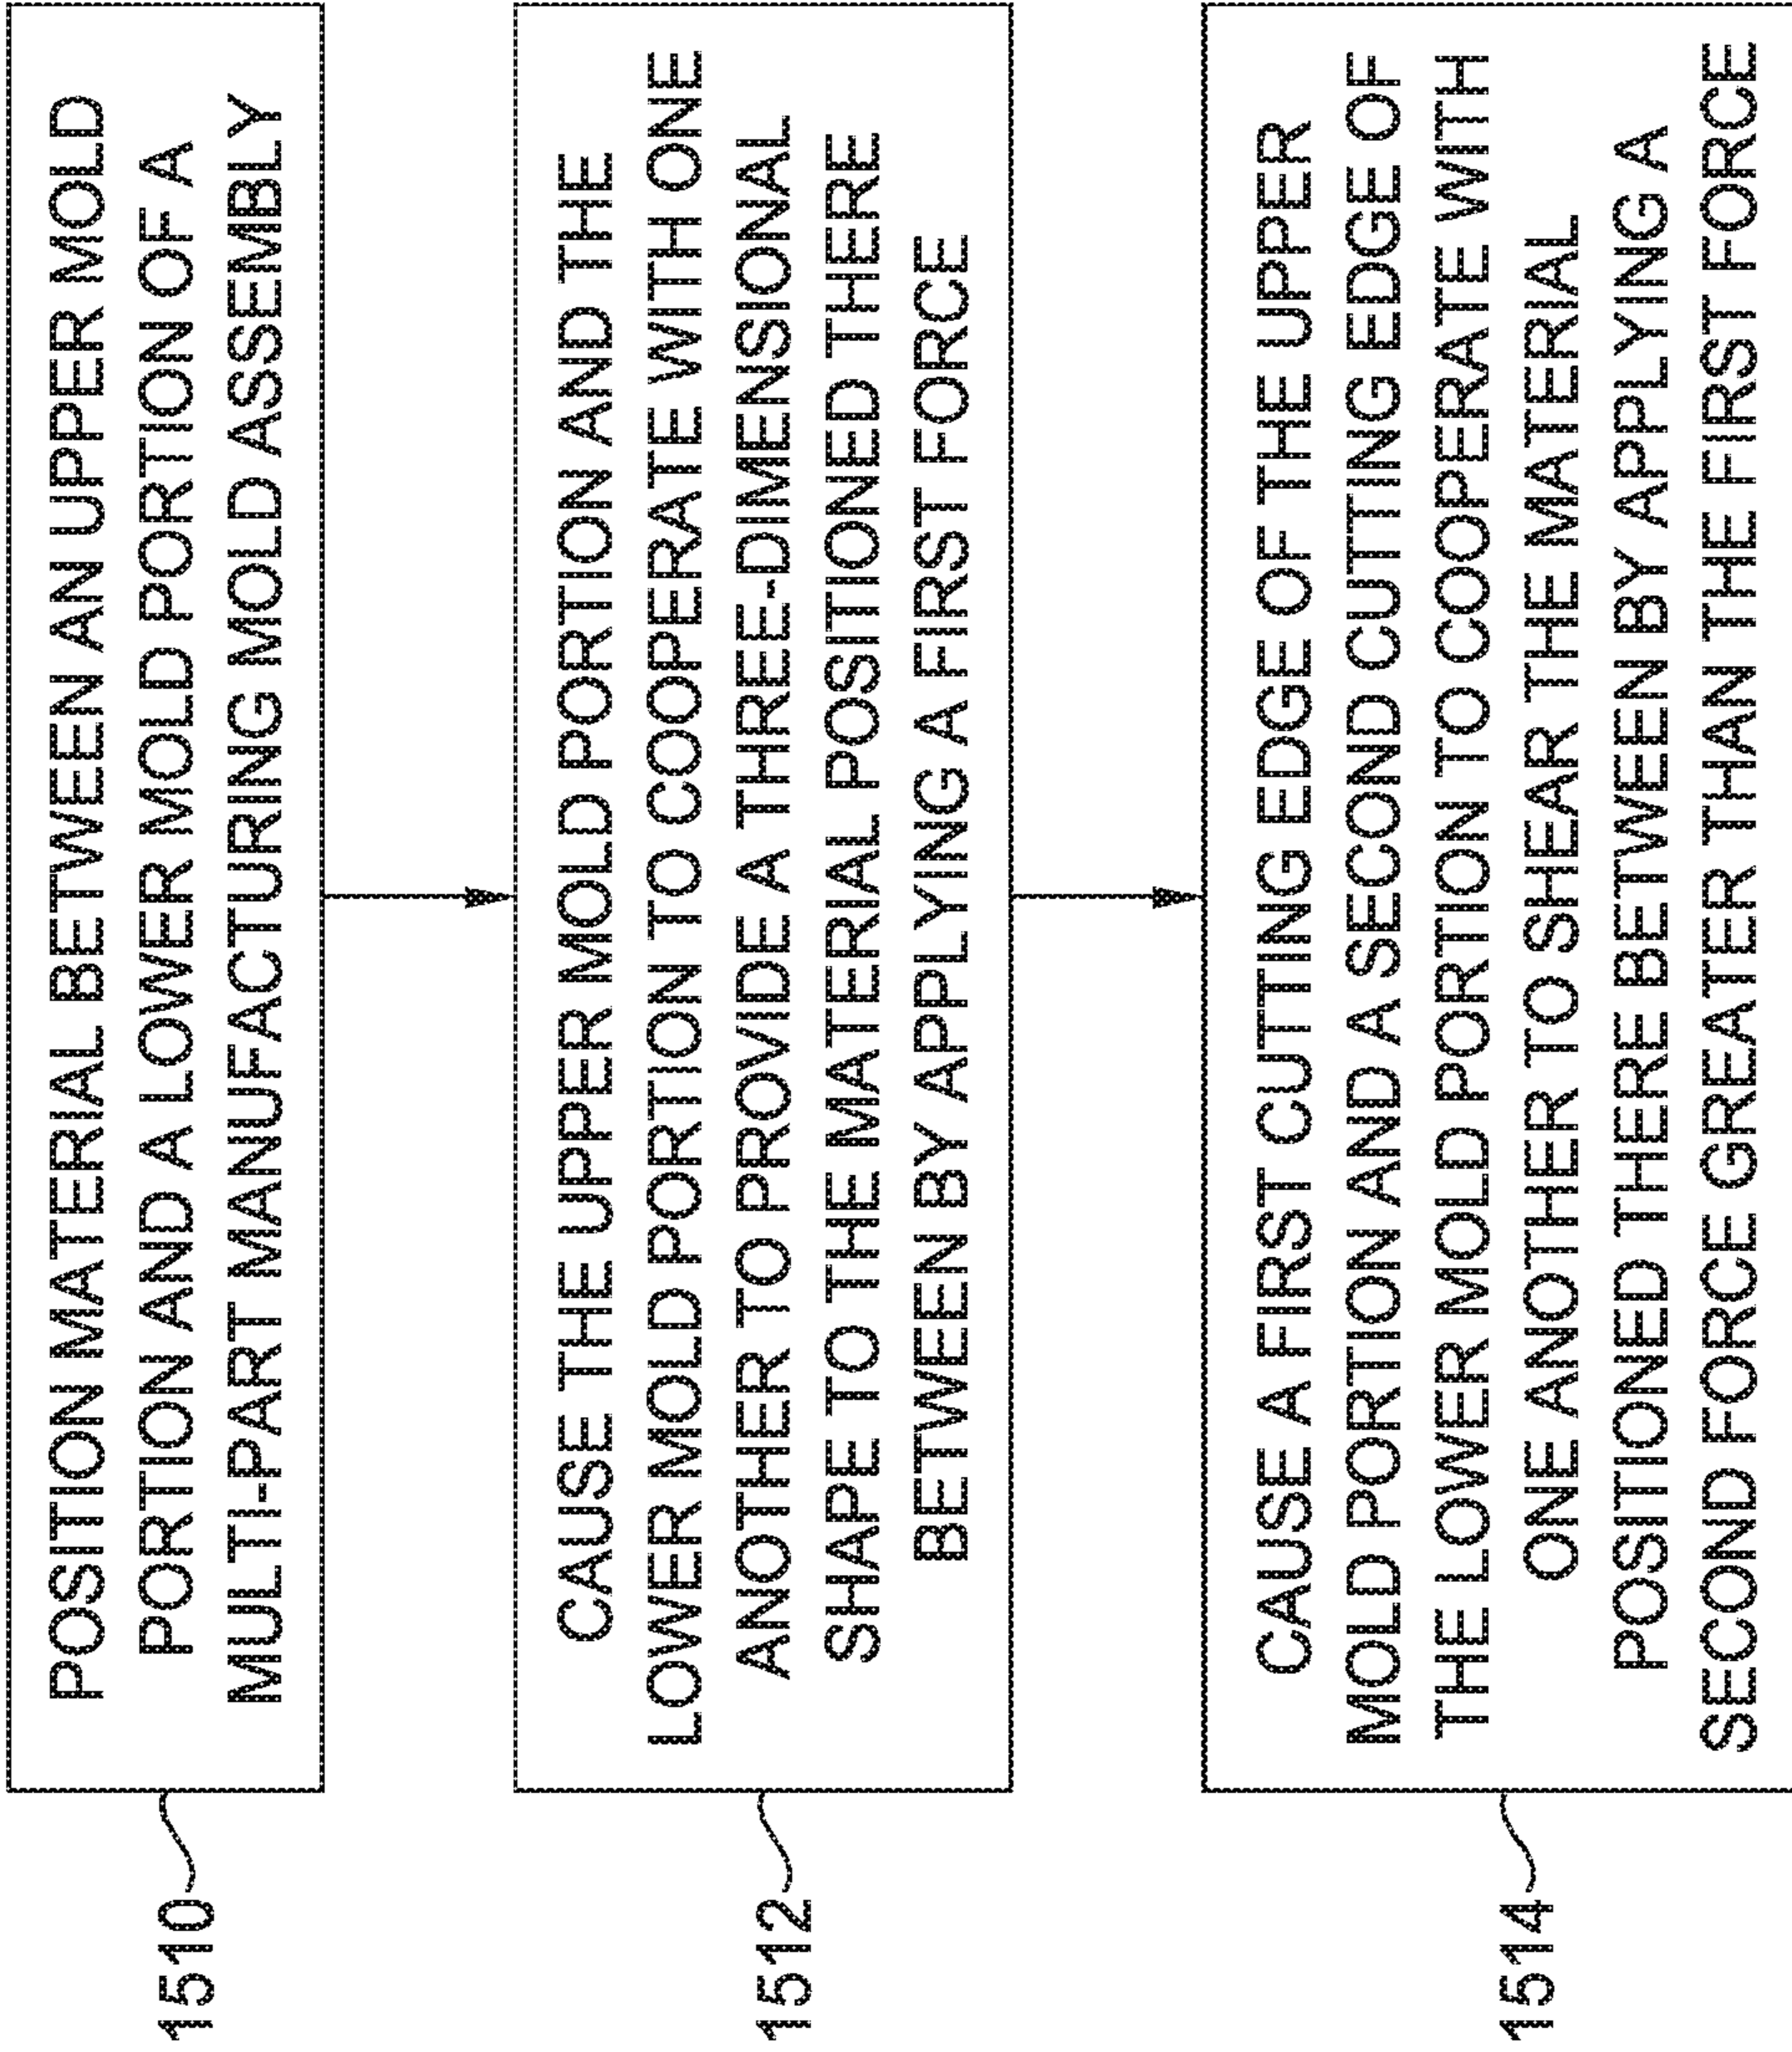 1510
POSITION MATERIAL BETWEEN AN UPPER MOLD
PORTION AND A LOWER MOLD PORTION OF A
MULTI-PART MANUFACTURING MOLD ASSEMBLY
1512
CAUSE THE UPPER MOLD PORTION AND THE
LOWER MOLD PORTION TO COOPERATE WITH ONE
ANOTHER TO PROVIDE A THREE-DIMENSIONAL
SHAPE TO THE MATERIAL POSITIONED THERE
BETWEEN BY APPLYING A FIRST FORCE
1514
CAUSE A FIRST CUTTING EDGE OF THE UPPER
MOLD PORTION AND A SECOND CUTTING EDGE OF
THE LOWER MOLD PORTION TO COOPERATE WITH
ONE ANOTHER TO SHEAR THE MATERIAL
POSITIONED THERE BETWEEN BY APPLYING A
SECOND FORCE GREATER THAN THE FIRST FORCE